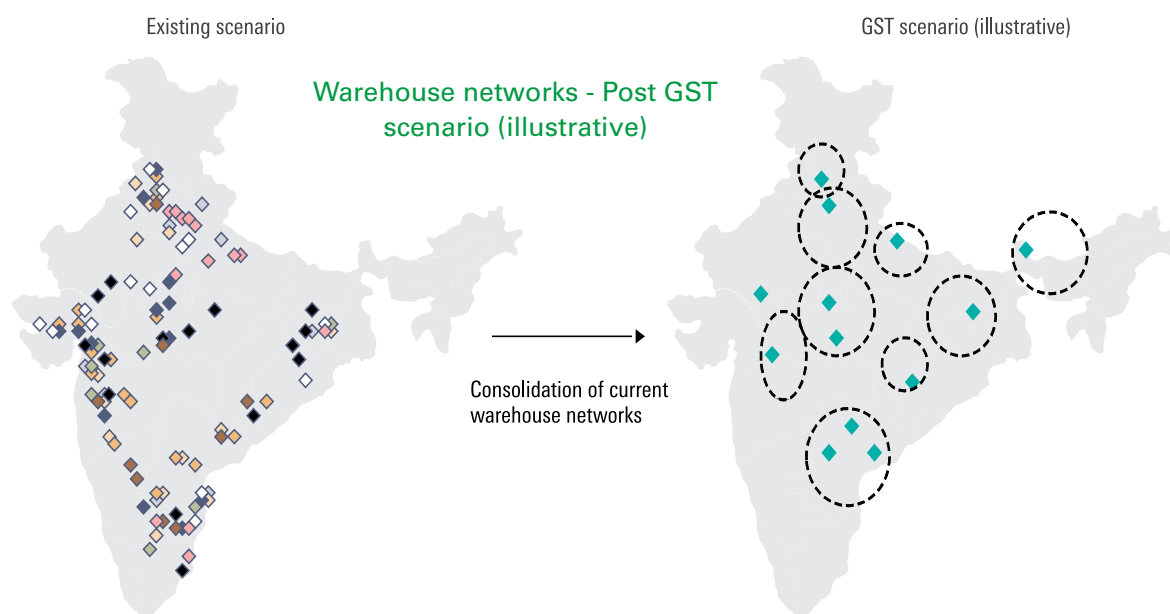 Existing scenario
GST scenario (illustrative)
Warehouse networks - Post GST
scenario (illustrative)
Consolidation of current
warehouse networks